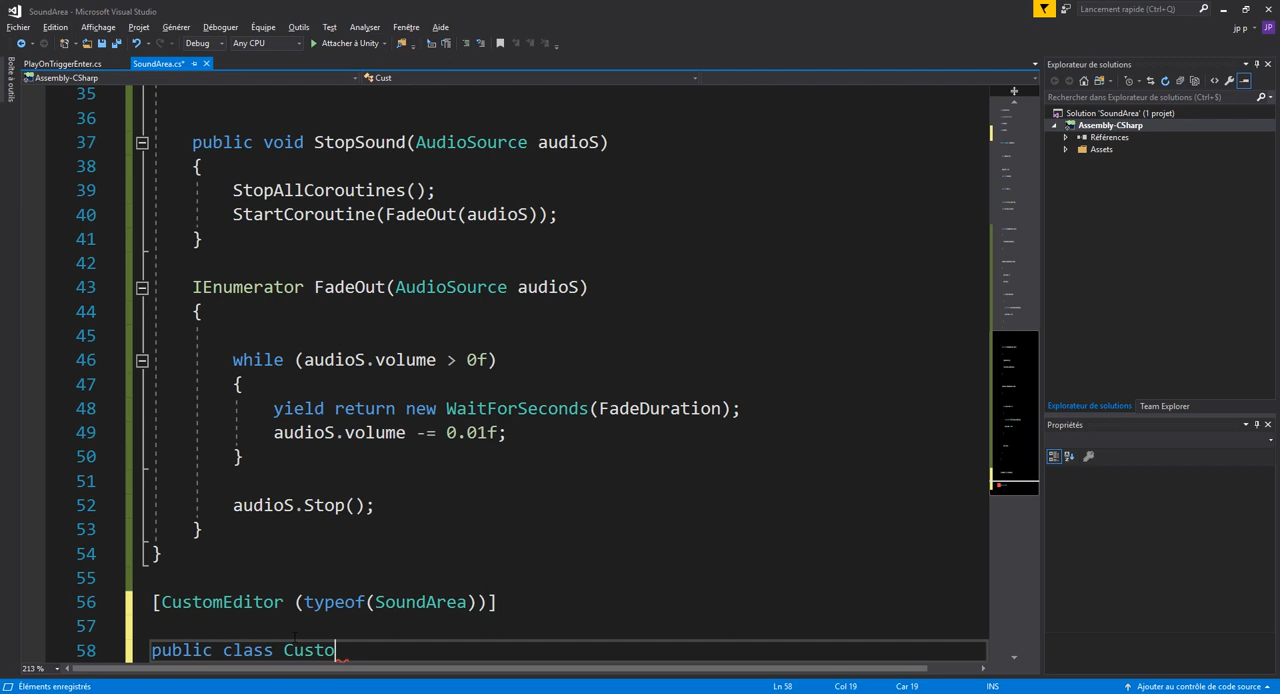 SoundArea - Microsoft Visual Studio
Lancement rapide (Ctrl+Q)
Fichier Edition Affichage Projet Générer Déboguer Équipe Outils Test Analyser Fenêtre Aide
jp p JP
Debug Any CPU Attacher à Unity
Boîte à outils
PlayOnTriggerEnter.cs SoundArea.cs*
Assembly-CSharp Cust
35
36
37 public void StopSound(AudioSource audioS)
38 {
39 StopAllCoroutines();
40 StartCoroutine(FadeOut(audioS));
41 }
42
43 IEnumerator FadeOut(AudioSource audioS)
44 {
45
46 while (audioS.volume > 0f)
47 {
48 yield return new WaitForSeconds(FadeDuration);
49 audioS.volume -= 0.01f;
50 }
51
52 audioS.Stop();
53 }
54 }
55
56 [CustomEditor (typeof(SoundArea))]
57
58 public class Custo
213 %
Explorateur de solutions
Rechercher dans Explorateur de solutions (Ctrl+$)
Solution 'SoundArea' (1 projet)
Assembly-CSharp
Références
Assets
Explorateur de solutions Team Explorer
Propriétés
Éléments enregistrés Ln 58 Col 19 Car 19 INS Ajouter au contrôle de code source